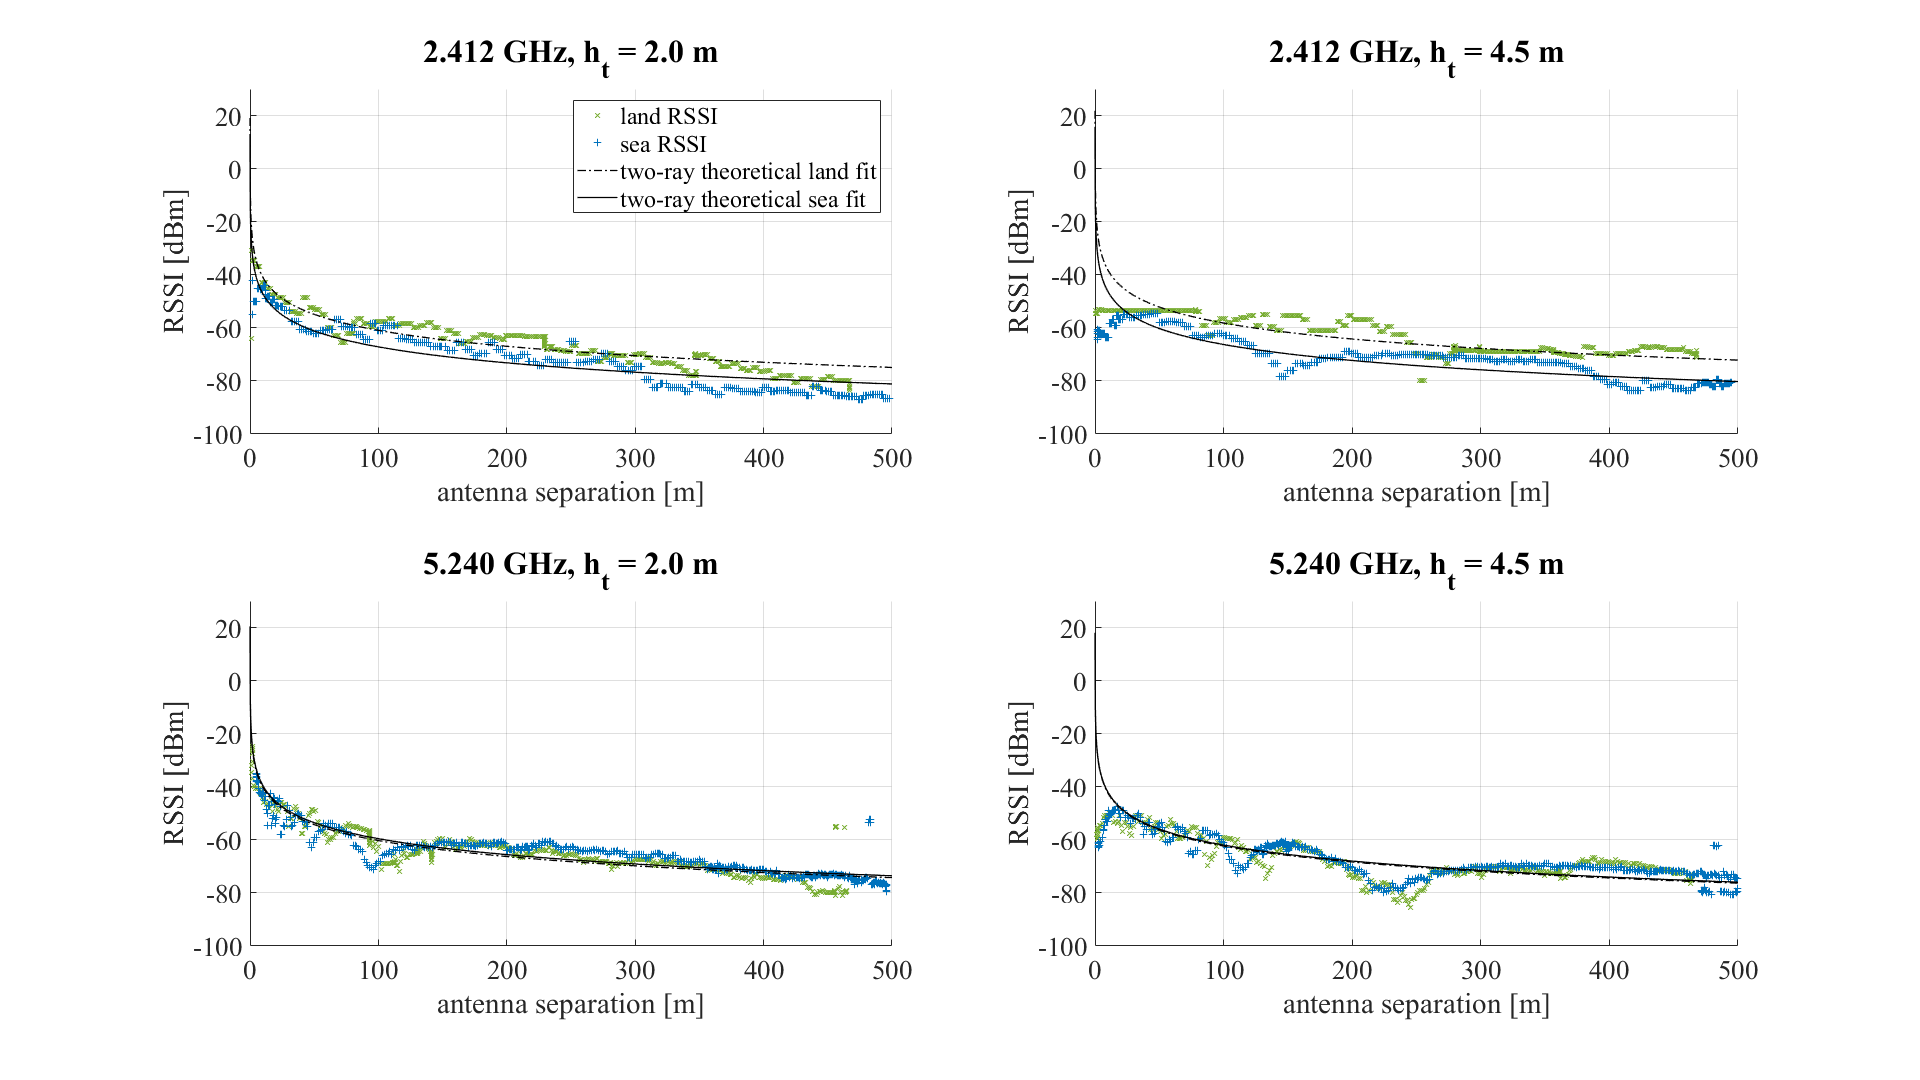 2.412 GHz, ht = 2.0 m
20
0
-20
-40
-60
-80
-100
RSSI [dBm]
land RSSI
sea RSSI
two-ray theoretical land fit
two-ray theoretical sea fit
0 100 200 300 400 500
antenna separation [m]
2.412 GHz, ht = 4.5 m
20
0
-20
-40
-60
-80
-100
RSSI [dBm]
0 100 200 300 400 500
antenna separation [m]
5.240 GHz, ht = 2.0 m
20
0
-20
-40
-60
-80
-100
RSSI [dBm]
0 100 200 300 400 500
antenna separation [m]
5.240 GHz, ht = 4.5 m
20
0
-20
-40
-60
-80
-100
RSSI [dBm]
0 100 200 300 400 500
antenna separation [m]